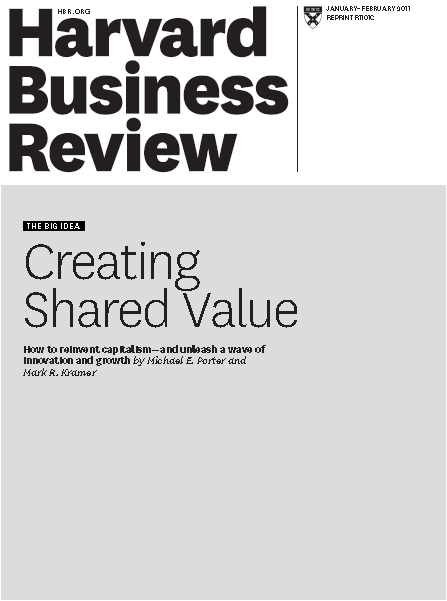 HBR.ORG
Harvard
Business
Review
JANUARY–FEBRUARY 2011
REPRINT R1101C
THE BIG IDEA
Creating
Shared Value
How to reinvent capitalism—and unleash a wave of
innovation and growth by Michael E. Porter and
Mark R. Kramer